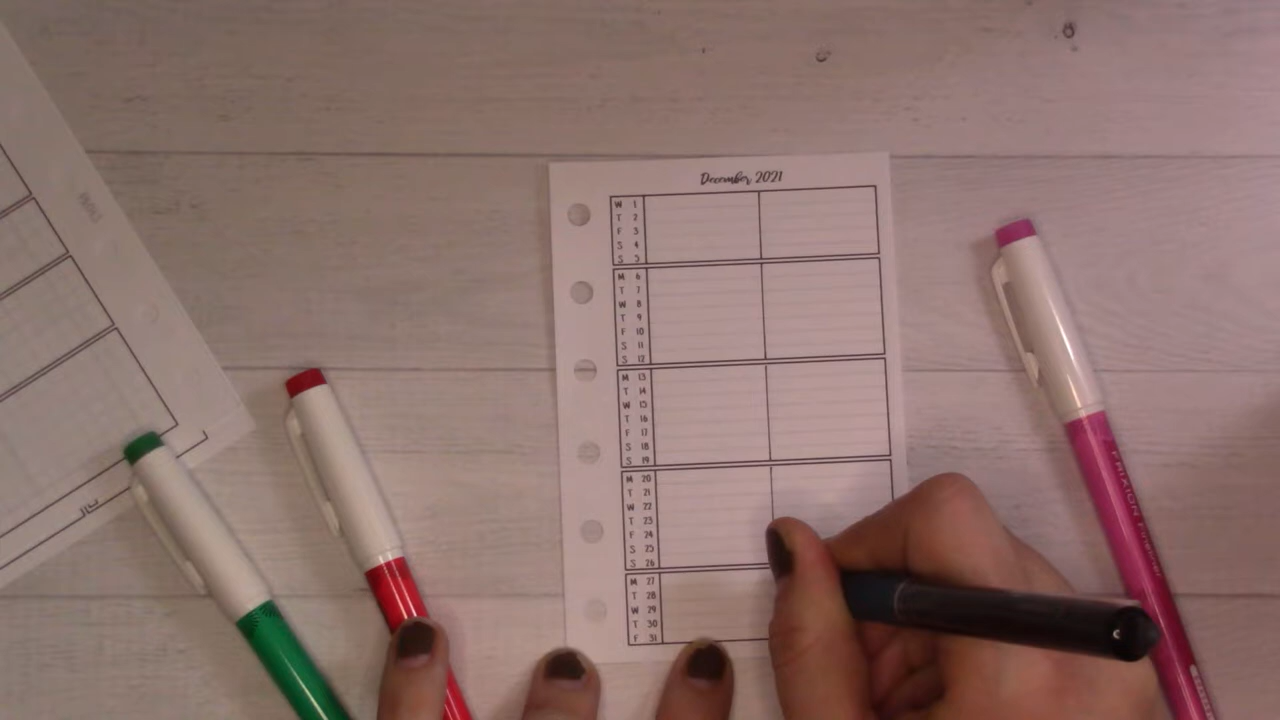 December 2021
W 1
T 2
F 3
S 4
S 5
M 6
T 7
W 8
T 9
F 10
S 11
S 12
M 13
T 14
W 15
T 16
F 17
S 18
S 19
M 20
T 21
W 22
T 23
F 24
S 25
S 26
M 27
T 28
W 29
T 30
F 31
FRIXION Fineliner